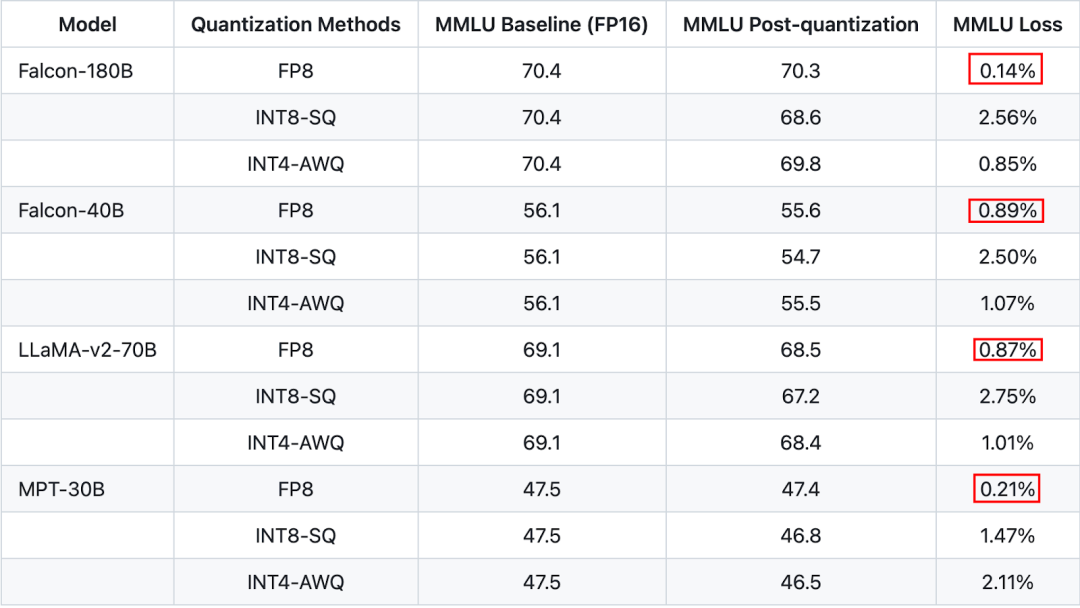 Model Quantization Methods MMLU Baseline (FP16) MMLU Post-quantization MMLU Loss
Falcon-180B FP8 70.4 70.3 0.14%
INT8-SQ 70.4 68.6 2.56%
INT4-AWQ 70.4 69.8 0.85%
Falcon-40B FP8 56.1 55.6 0.89%
INT8-SQ 56.1 54.7 2.50%
INT4-AWQ 56.1 55.5 1.07%
LLaMA-v2-70B FP8 69.1 68.5 0.87%
INT8-SQ 69.1 67.2 2.75%
INT4-AWQ 69.1 68.4 1.01%
MPT-30B FP8 47.5 47.4 0.21%
INT8-SQ 47.5 46.8 1.47%
INT4-AWQ 47.5 46.5 2.11%